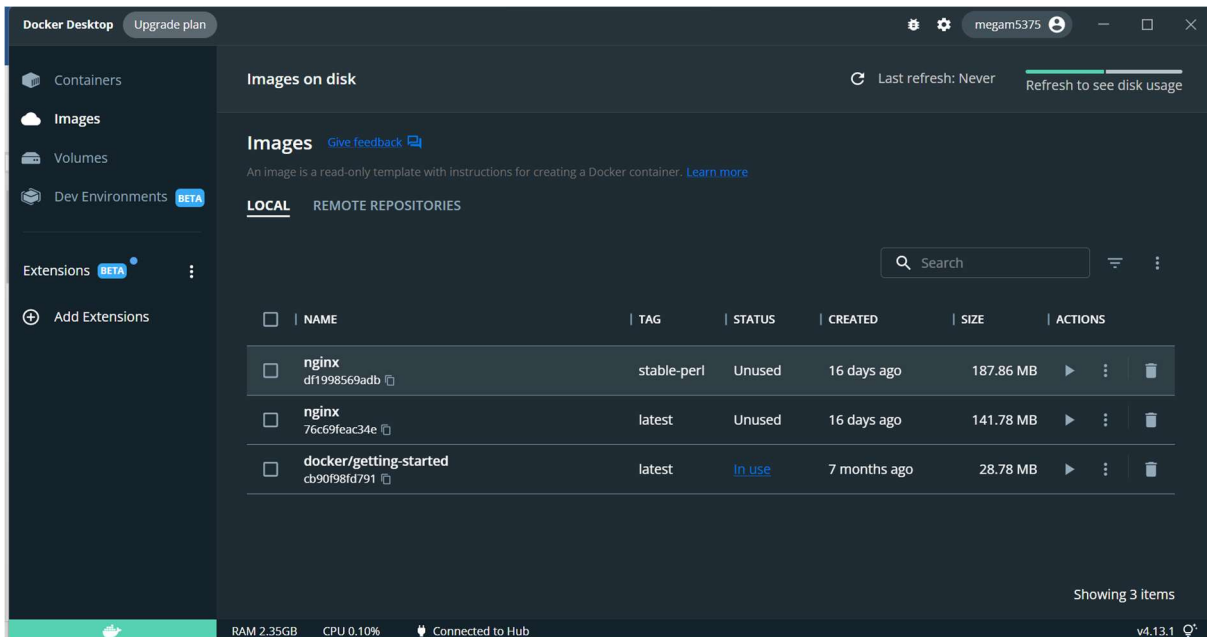 Docker Desktop Upgrade plan megam5375
Containers
Images
Volumes
Dev Environments BETA
Extensions BETA
Add Extensions
Images on disk Last refresh: Never Refresh to see disk usage
Images Give feedback
An image is a read-only template with instructions for creating a Docker container. Learn more
LOCAL REMOTE REPOSITORIES
Search
NAME TAG STATUS CREATED SIZE ACTIONS
nginx stable-perl Unused 16 days ago 187.86 MB
df1998569adb
nginx latest Unused 16 days ago 141.78 MB
76c69feac34e
docker/getting-started latest In use 7 months ago 28.78 MB
cb90f98fd791
Showing 3 items
RAM 2.35GB CPU 0.10% Connected to Hub v4.13.1